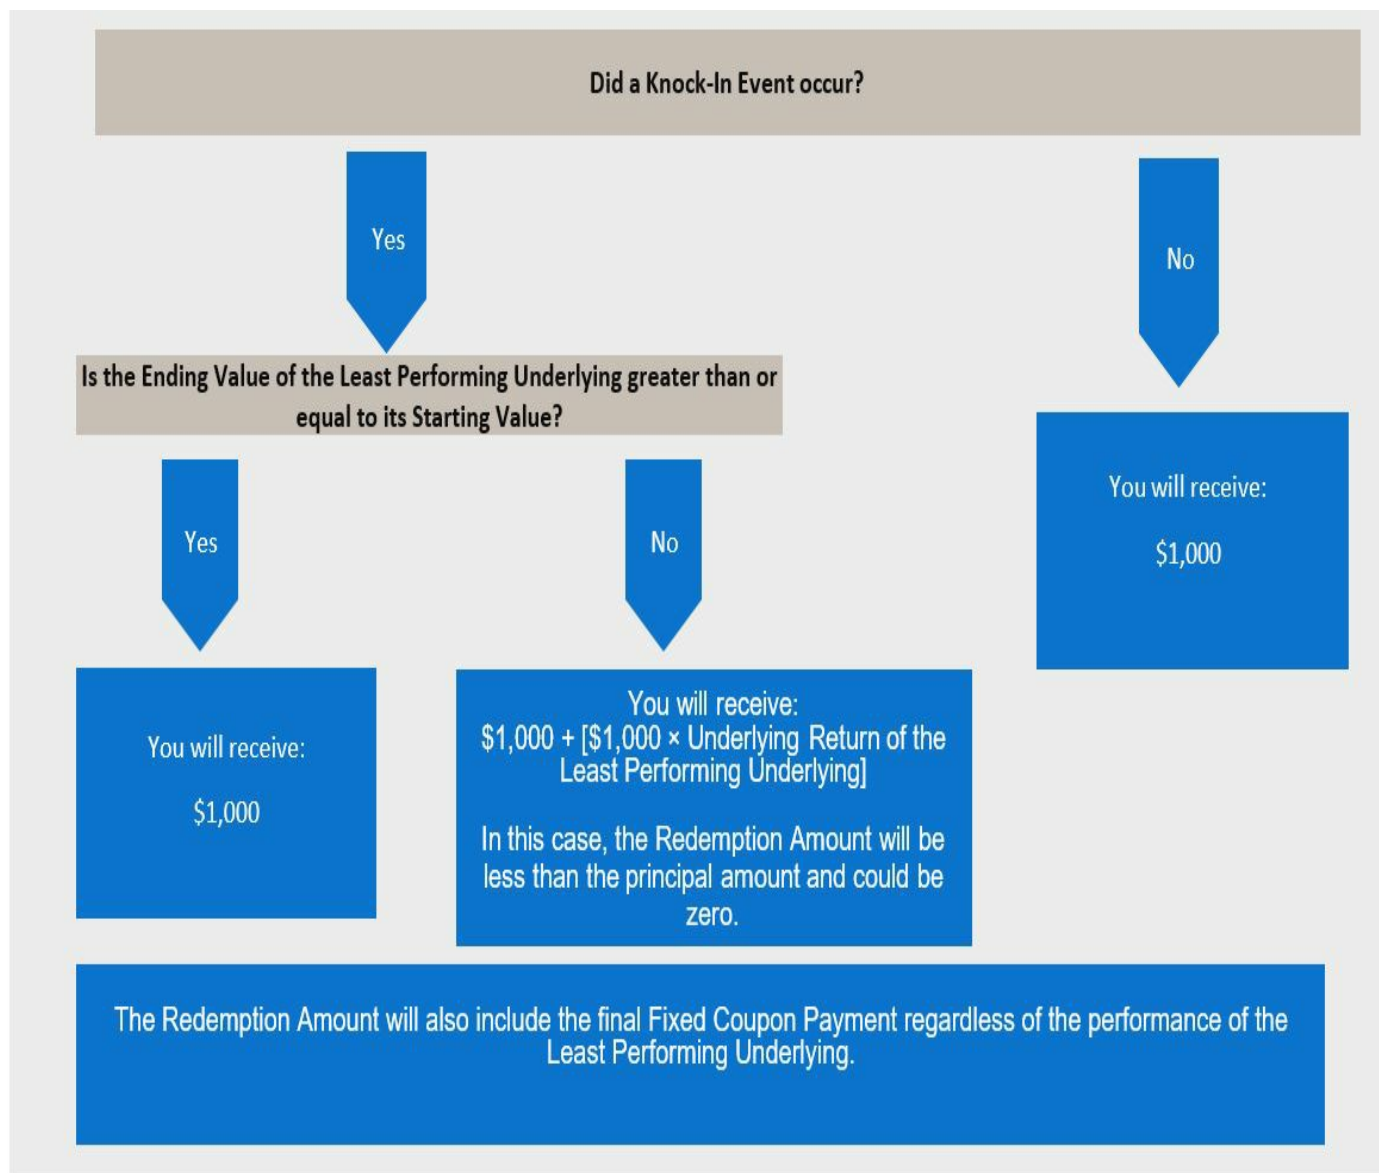 Did a Knock-In Event occur?
Yes
No
Is the Ending Value of the Least Performing Underlying greater than or
equal to its Starting Value?
Yes
No
You will receive:
$1,000
You will receive:
$1,000
You will receive:
$1,000 + [$1,000 × Underlying Return of the
Least Performing Underlying]
In this case, the Redemption Amount will be
less than the principal amount and could be
zero.
The Redemption Amount will also include the final Fixed Coupon Payment regardless of the performance of the
Least Performing Underlying.